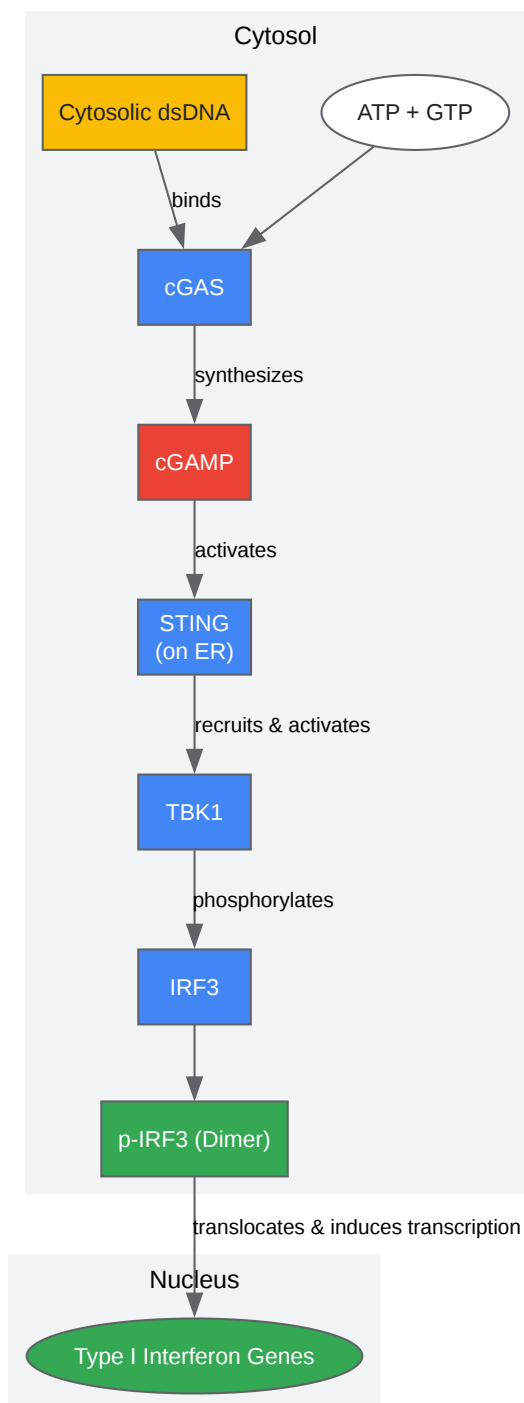 Cytosol
Cytosolic dsDNA
ATP + GTP
binds
cGAS
synthesizes
cGAMP
activates
STING
(on ER)
recruits & activates
TBK1
phosphorylates
IRF3
p-IRF3 (Dimer)
translocates & induces transcription
Nucleus
Type I Interferon Genes